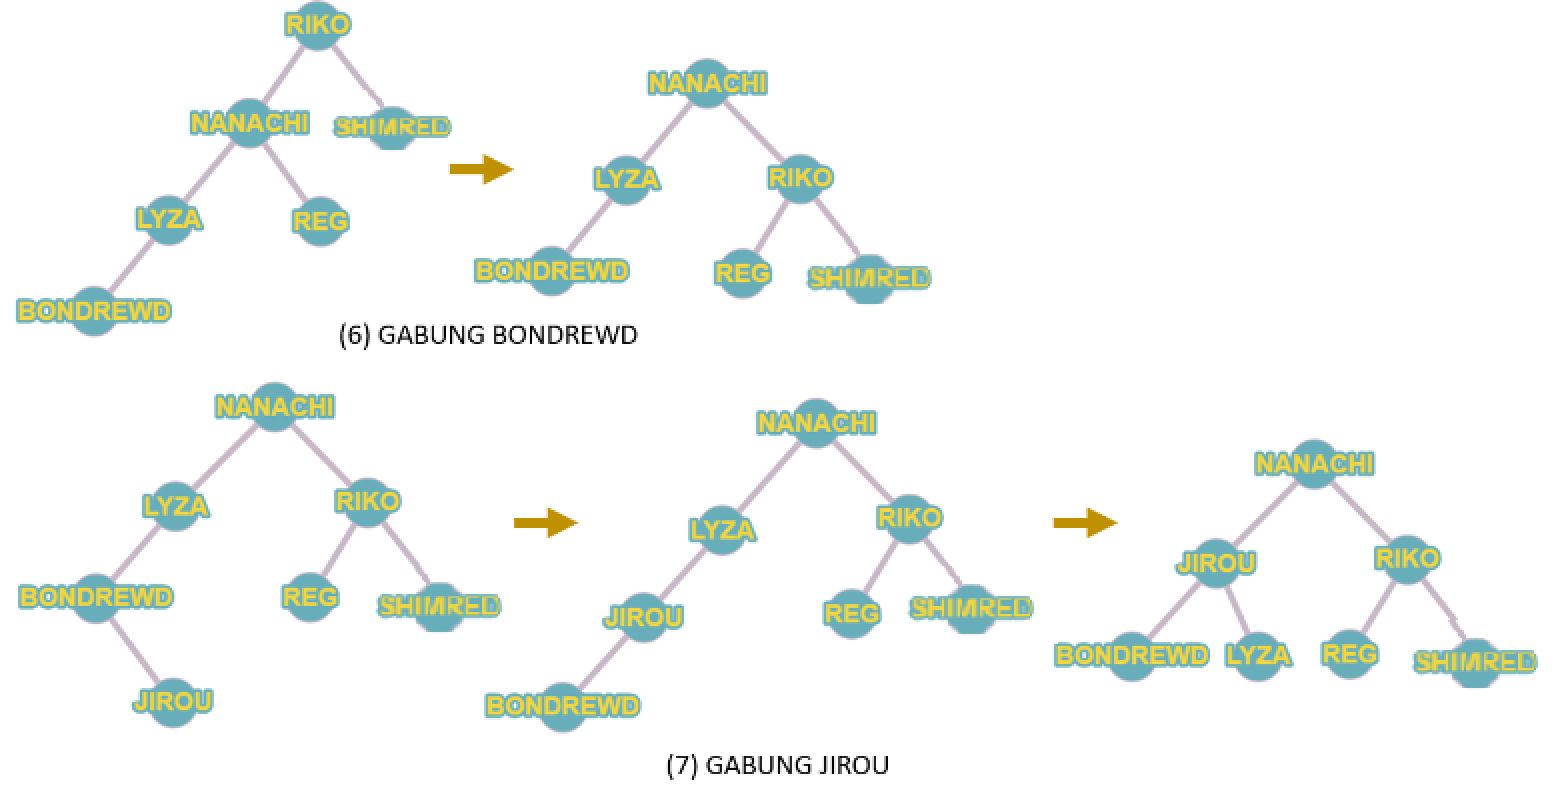 RIKO
NANACHI
SHIMRED
LYZA
REG
BONDREWD
NANACHI
LYZA
RIKO
BONDREWD
REG
SHIMRED
(6) GABUNG BONDREWD
NANACHI
LYZA
RIKO
BONDREWD
REG
SHIMRED
JIROU
NANACHI
LYZA
RIKO
JIROU
REG
SHIMRED
BONDREWD
NANACHI
JIROU
RIKO
BONDREWD
LYZA
REG
SHIMRED
(7) GABUNG JIROU